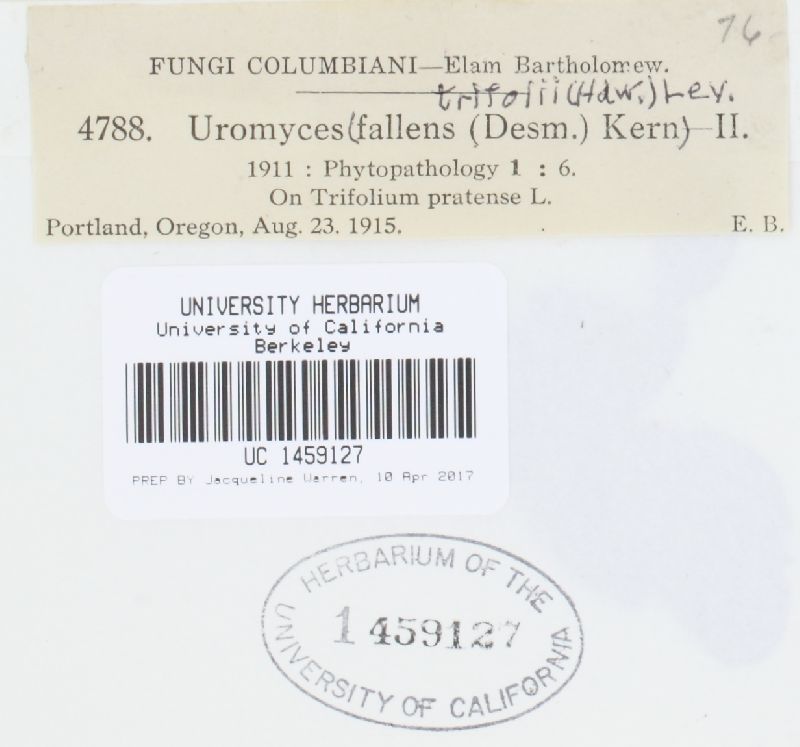 76
FUNGI COLUMBIANI—Elam Bartholomew.
trifolii (Hdw.) Lev.
4788. Uromyces (fallens (Desm.) Kern) II.
1911 : Phytopathology 1 : 6.
On Trifolium pratense L.
Portland, Oregon, Aug. 23. 1915. E. B.
UNIVERSITY HERBARIUM
University of California
Berkeley
UC 1459127
PREP BY Jacqueline Warren, 10 Apr 2017
HERBARIUM OF THE
1459127
UNIVERSITY OF CALIFORNIA